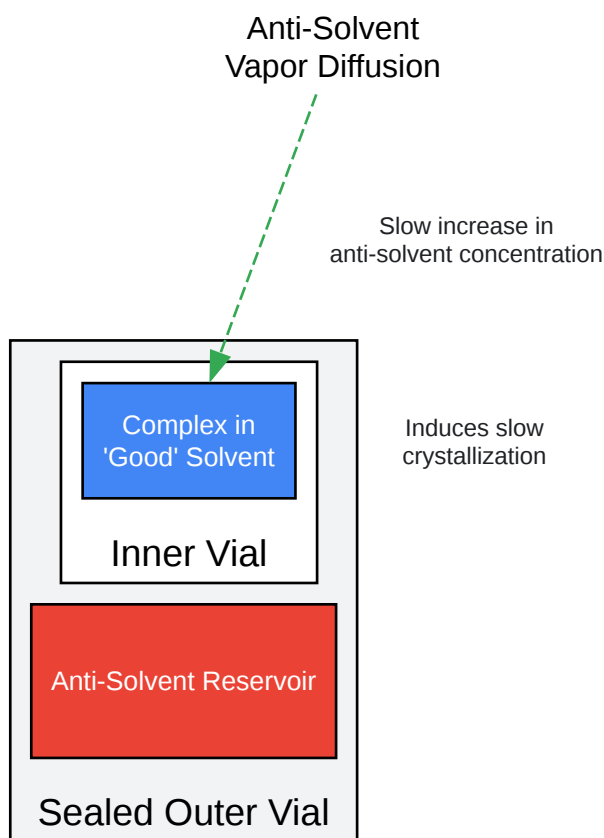 Anti-Solvent
Vapor Diffusion
Slow increase in
anti-solvent concentration
Complex in
'Good' Solvent
Induces slow
crystallization
Inner Vial
Anti-Solvent Reservoir
Sealed Outer Vial